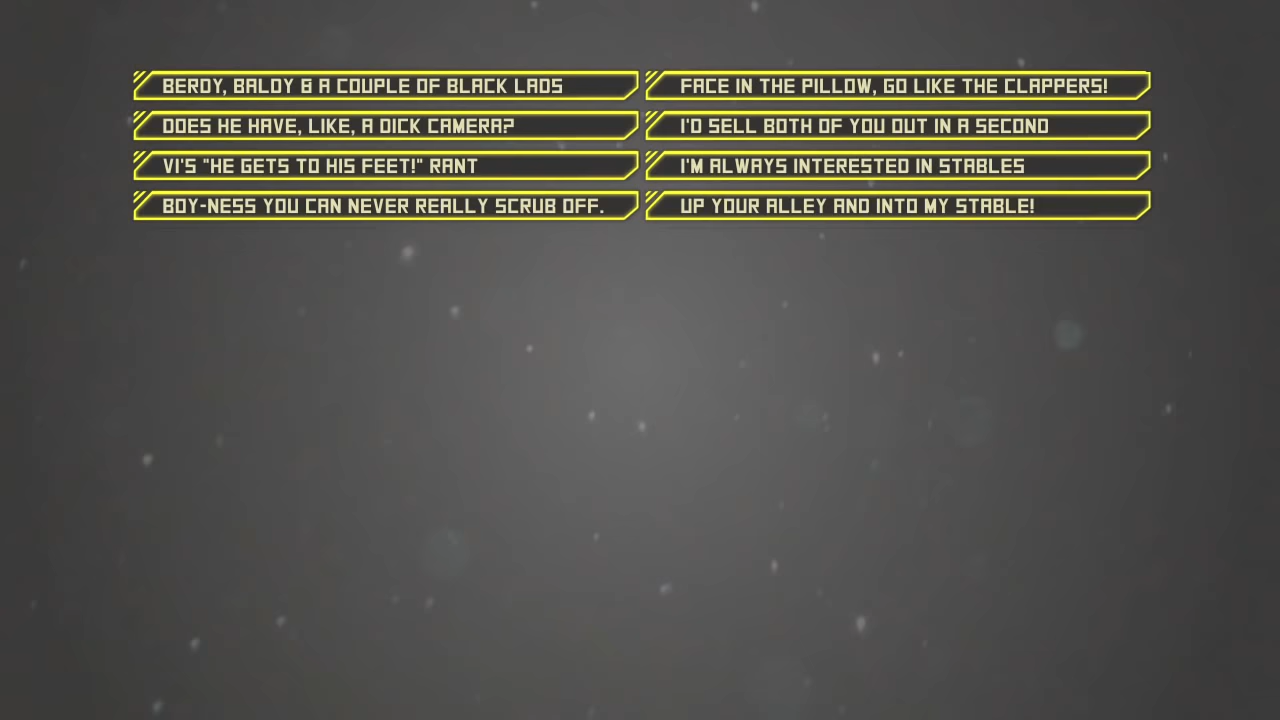 BERDY, BALDY & A COUPLE OF BLACK LADS
FACE IN THE PILLOW, GO LIKE THE CLAPPERS!
DOES HE HAVE, LIKE, A DICK CAMERA?
I'D SELL BOTH OF YOU OUT IN A SECOND
VI'S "HE GETS TO HIS FEET!" RANT
I'M ALWAYS INTERESTED IN STABLES
BOY-NESS YOU CAN NEVER REALLY SCRUB OFF.
UP YOUR ALLEY AND INTO MY STABLE!